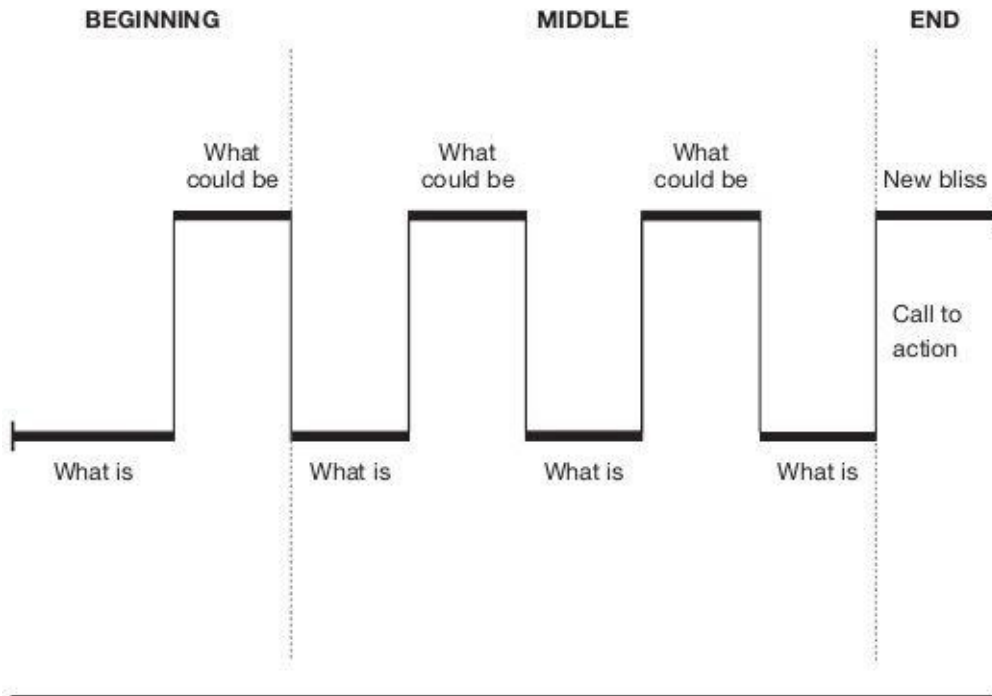 BEGINNING
MIDDLE
END
What
could be
What
could be
What
could be
New bliss
Call to
action
What is
What is
What is
What is